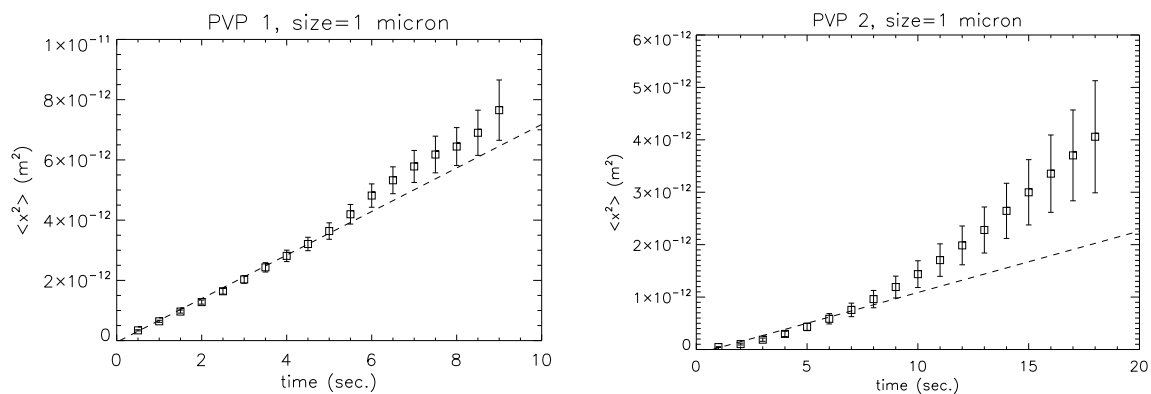 PVP 1, size=1 micron
1×10⁻¹¹
8×10⁻¹²
6×10⁻¹²
4×10⁻¹²
2×10⁻¹²
0
<x²> (m²)
0 2 4 6 8 10
time (sec.)
PVP 2, size=1 micron
6×10⁻¹²
5×10⁻¹²
4×10⁻¹²
3×10⁻¹²
2×10⁻¹²
1×10⁻¹²
0
<x²> (m²)
0 5 10 15 20
time (sec.)